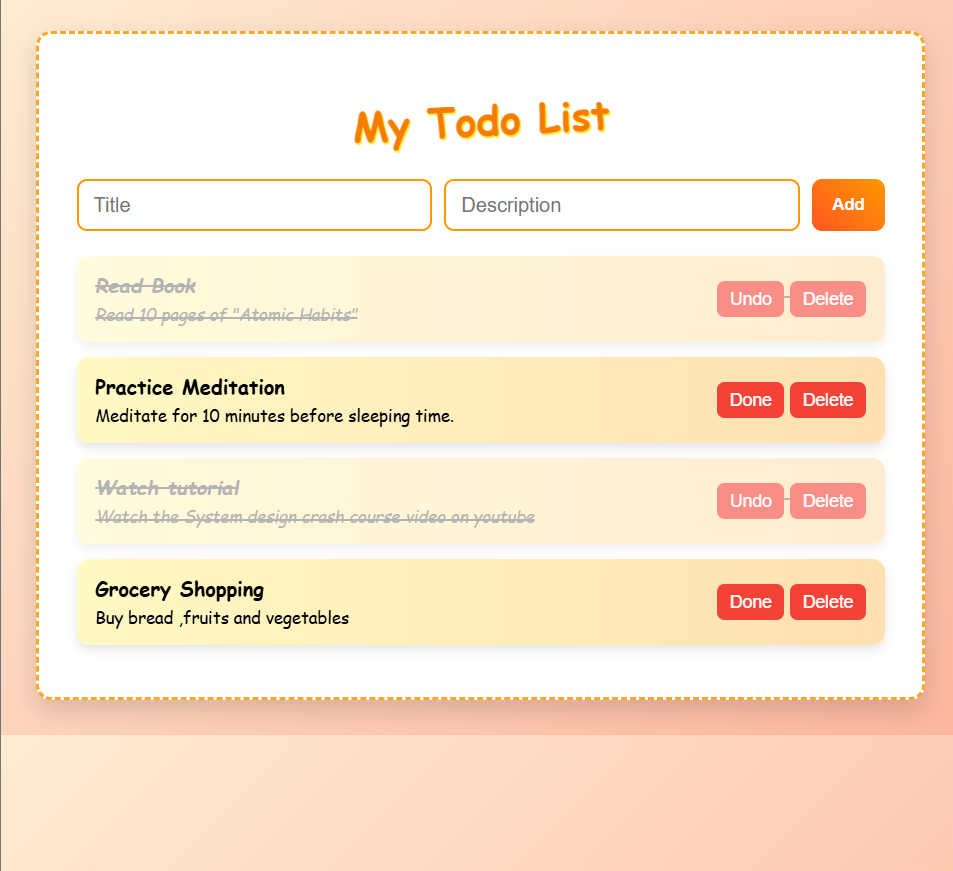 My Todo List
Title
Description
Add
Read Book
Read 10 pages of "Atomic Habits"
Undo
Delete
Practice Meditation
Meditate for 10 minutes before sleeping time.
Done
Delete
Watch tutorial
Watch the System design crash course video on youtube
Undo
Delete
Grocery Shopping
Buy bread ,fruits and vegetables
Done
Delete